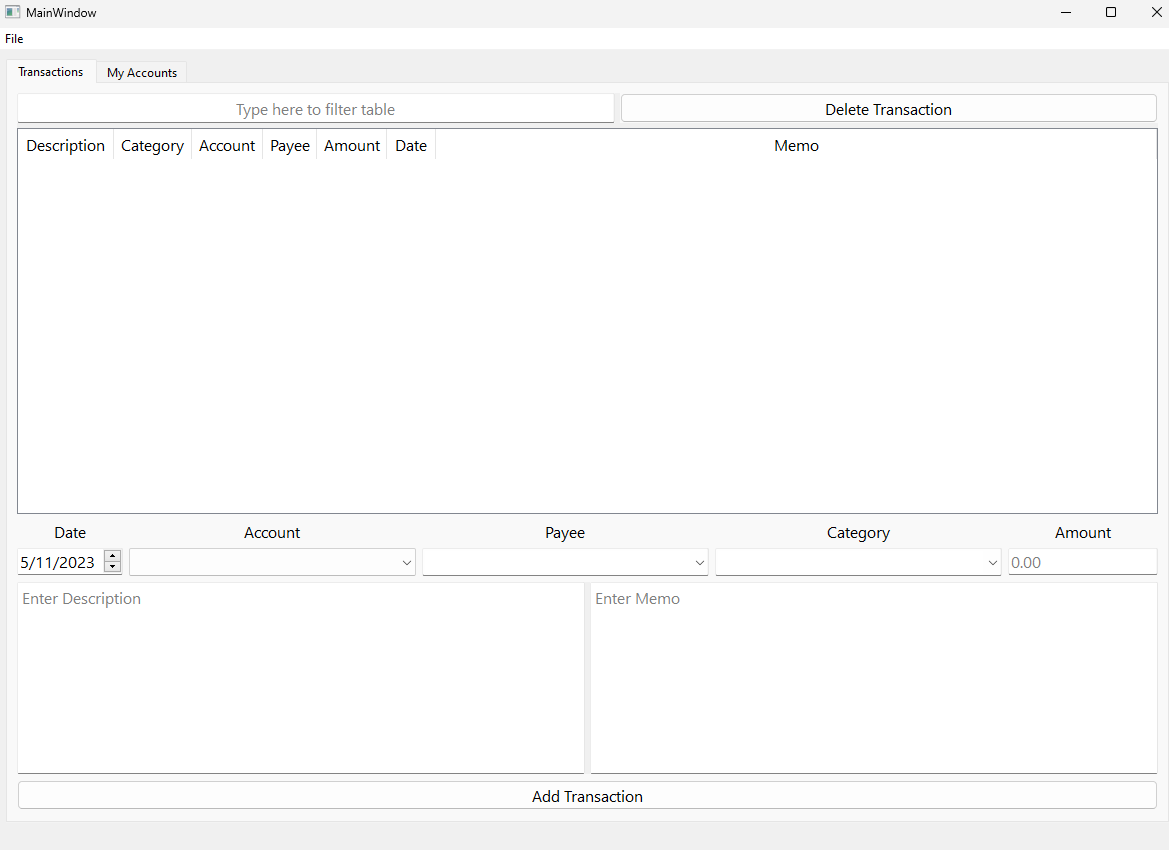 MainWindow
File
Transactions My Accounts
Type here to filter table Delete Transaction
Description Category Account Payee Amount Date Memo
Date Account Payee Category Amount
5/11/2023 0.00
Enter Description Enter Memo
Add Transaction